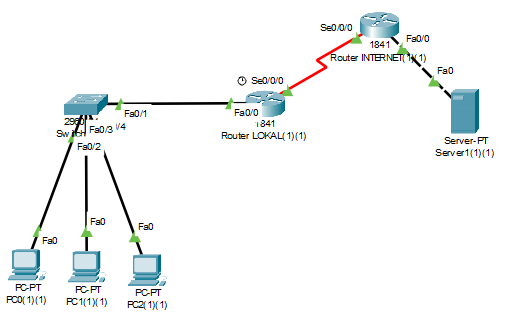 Se0/0/0
1841
Fa0/0
Router INTERNET(1)(1)
Fa0
Se0/0/0
Fa0/1
Fa0/0
1841
Router LOKAL(1)(1)
Server-PT
Server1(1)(1)
Fa0/3
/4
Fa0/2
Fa0
Fa0
Fa0
PC-PT
PC0(1)(1)
PC-PT
PC1(1)(1)
PC-PT
PC2(1)(1)